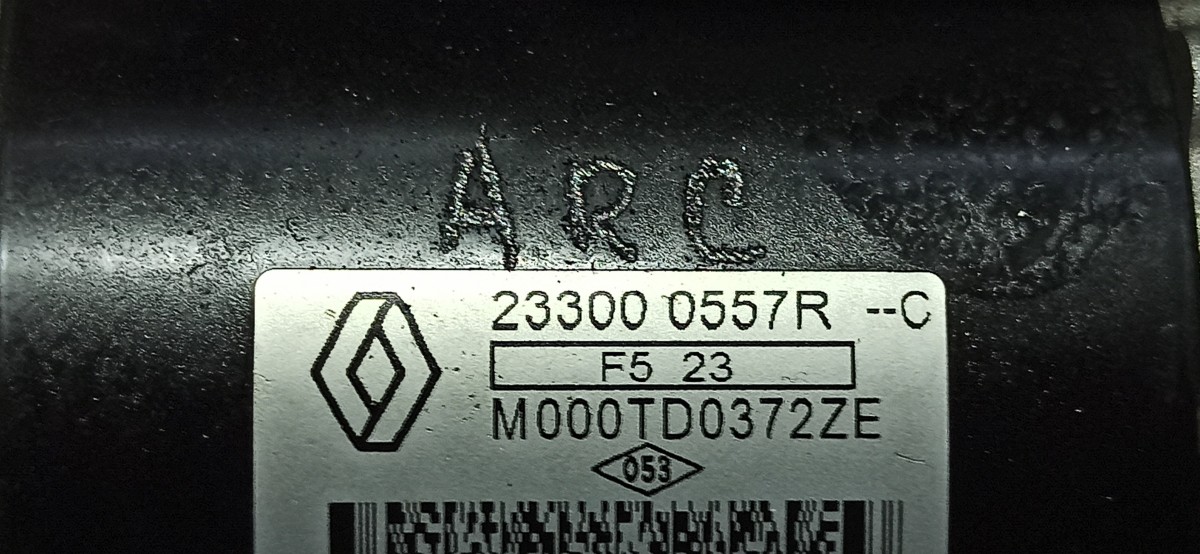 ARC
23300 0557R --C
F5 23
M000TD0372ZE
053